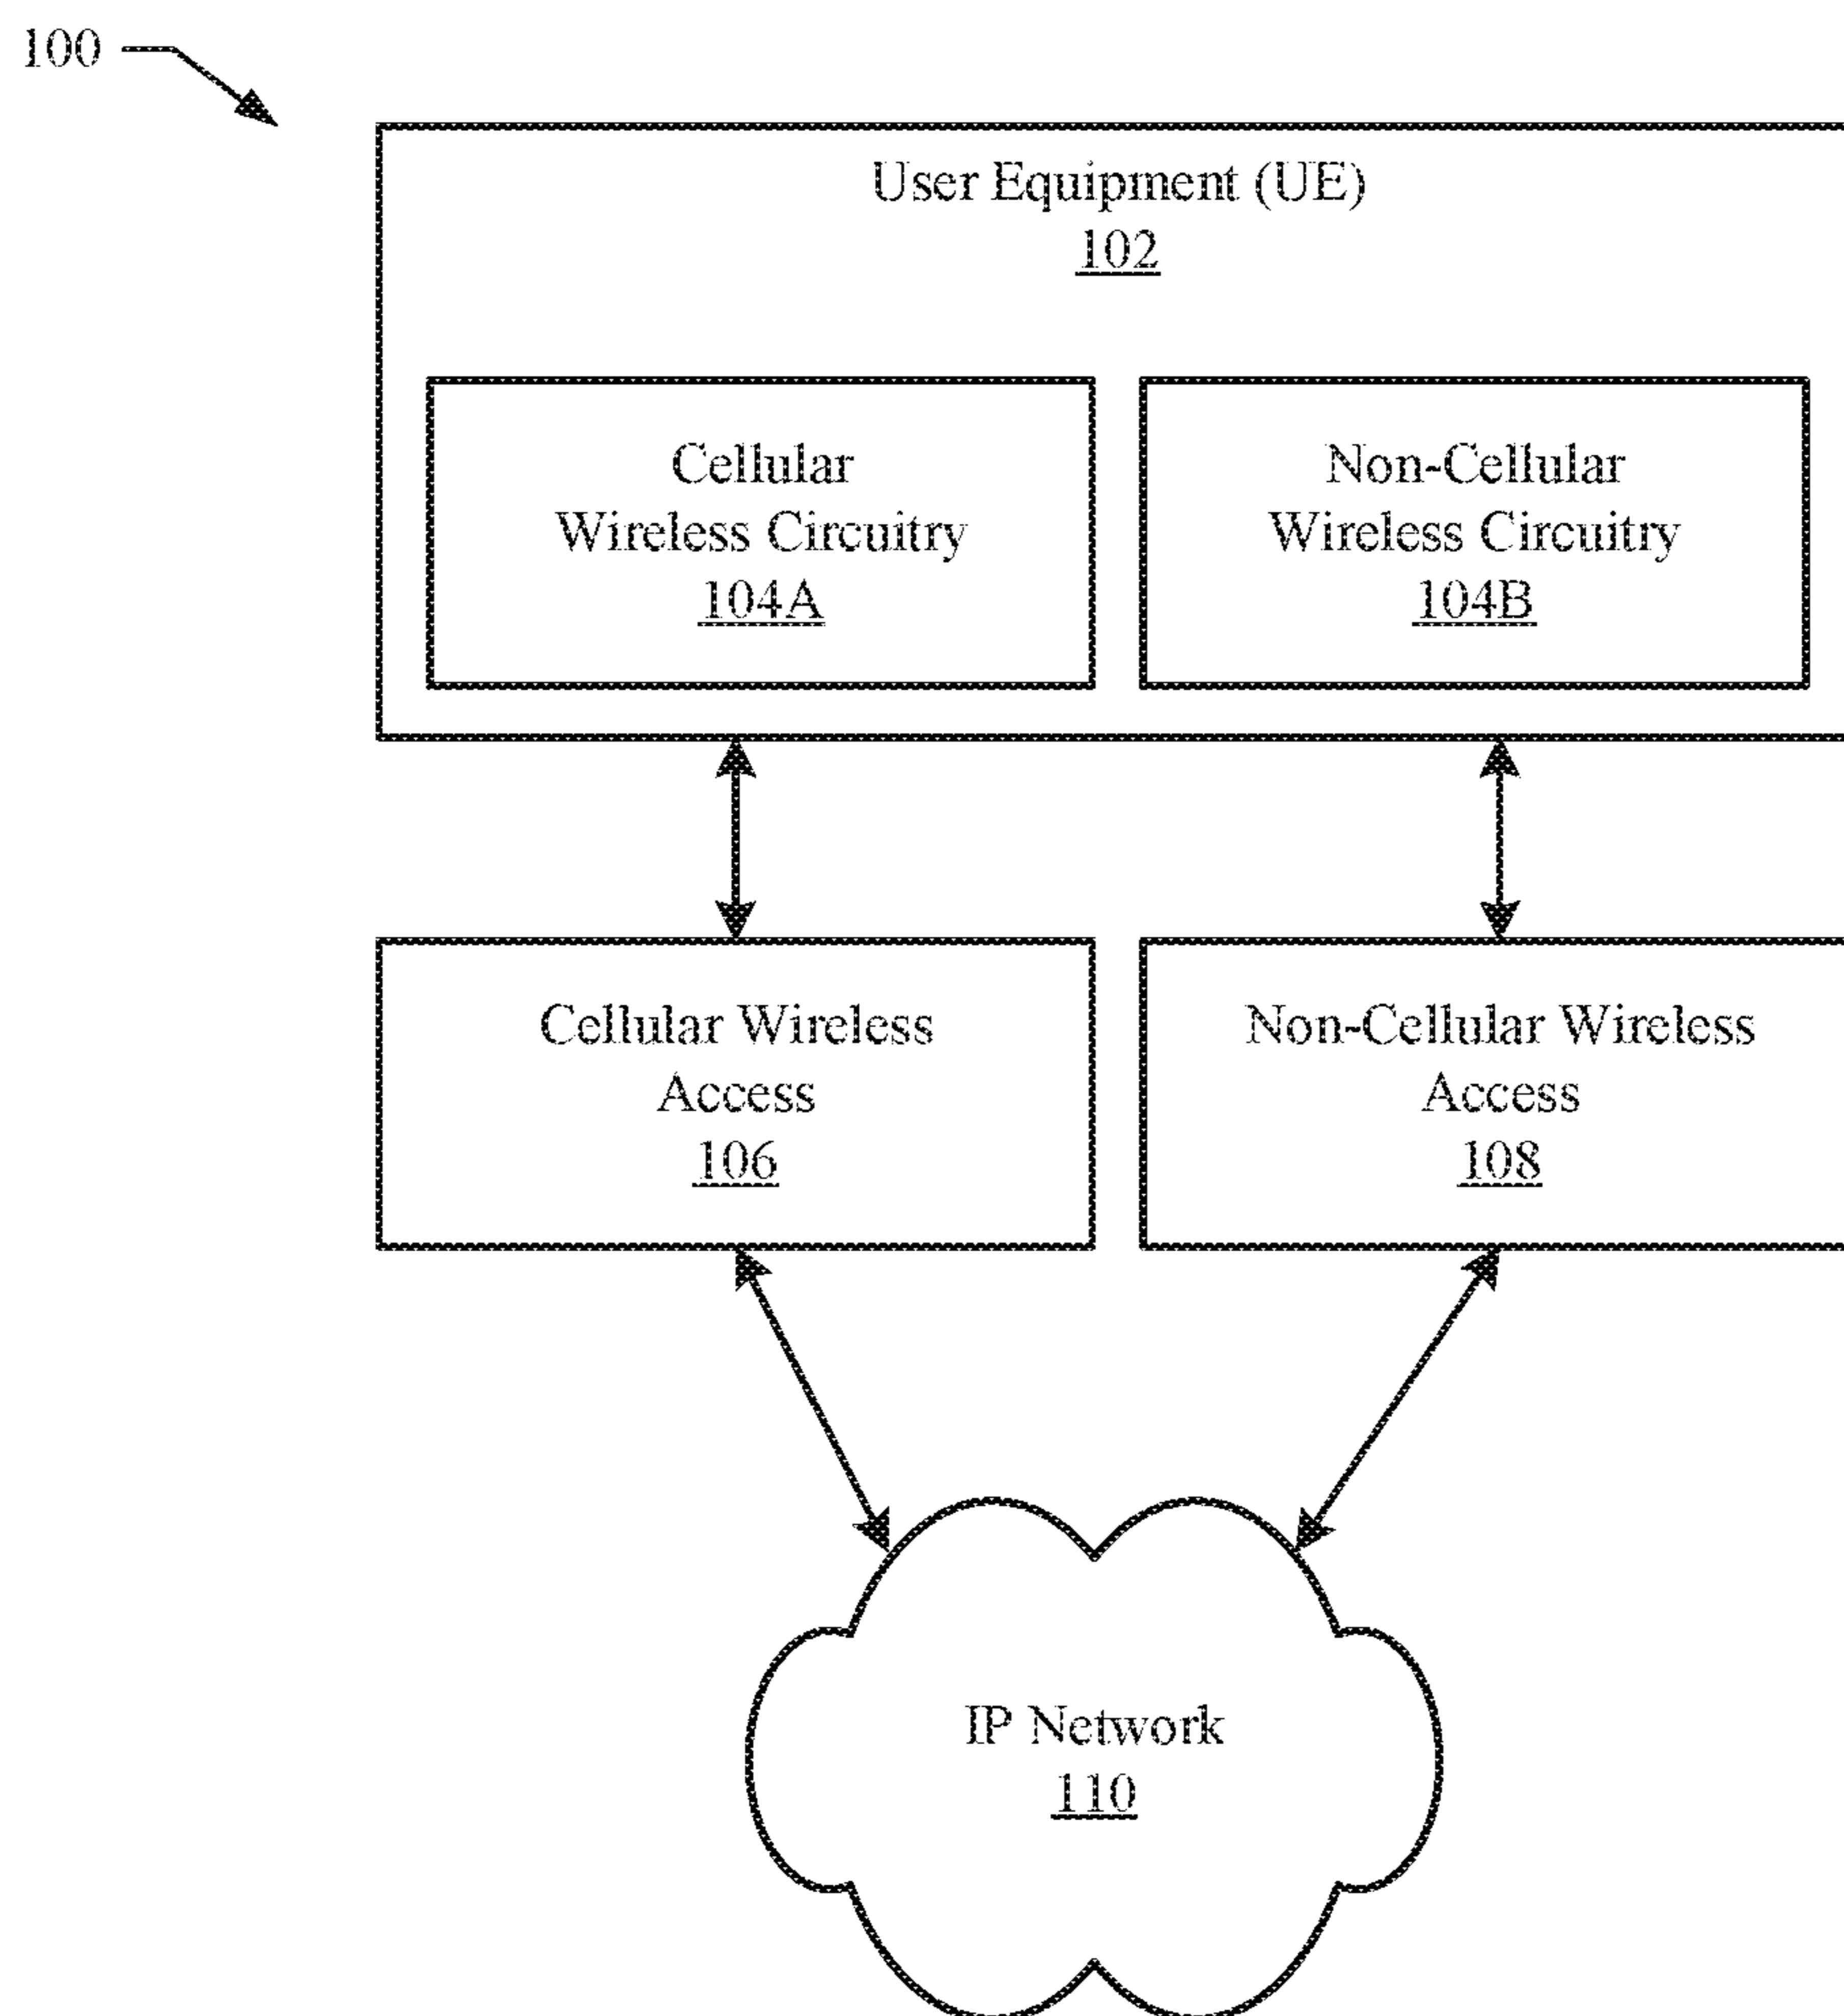 100
User Equipment (UE)
102
Cellular
Wireless Circuitry
104A
Non-Cellular
Wireless Circuitry
104B
Cellular Wireless
Access
106
Non-Cellular Wireless
Access
108
IP Network
110